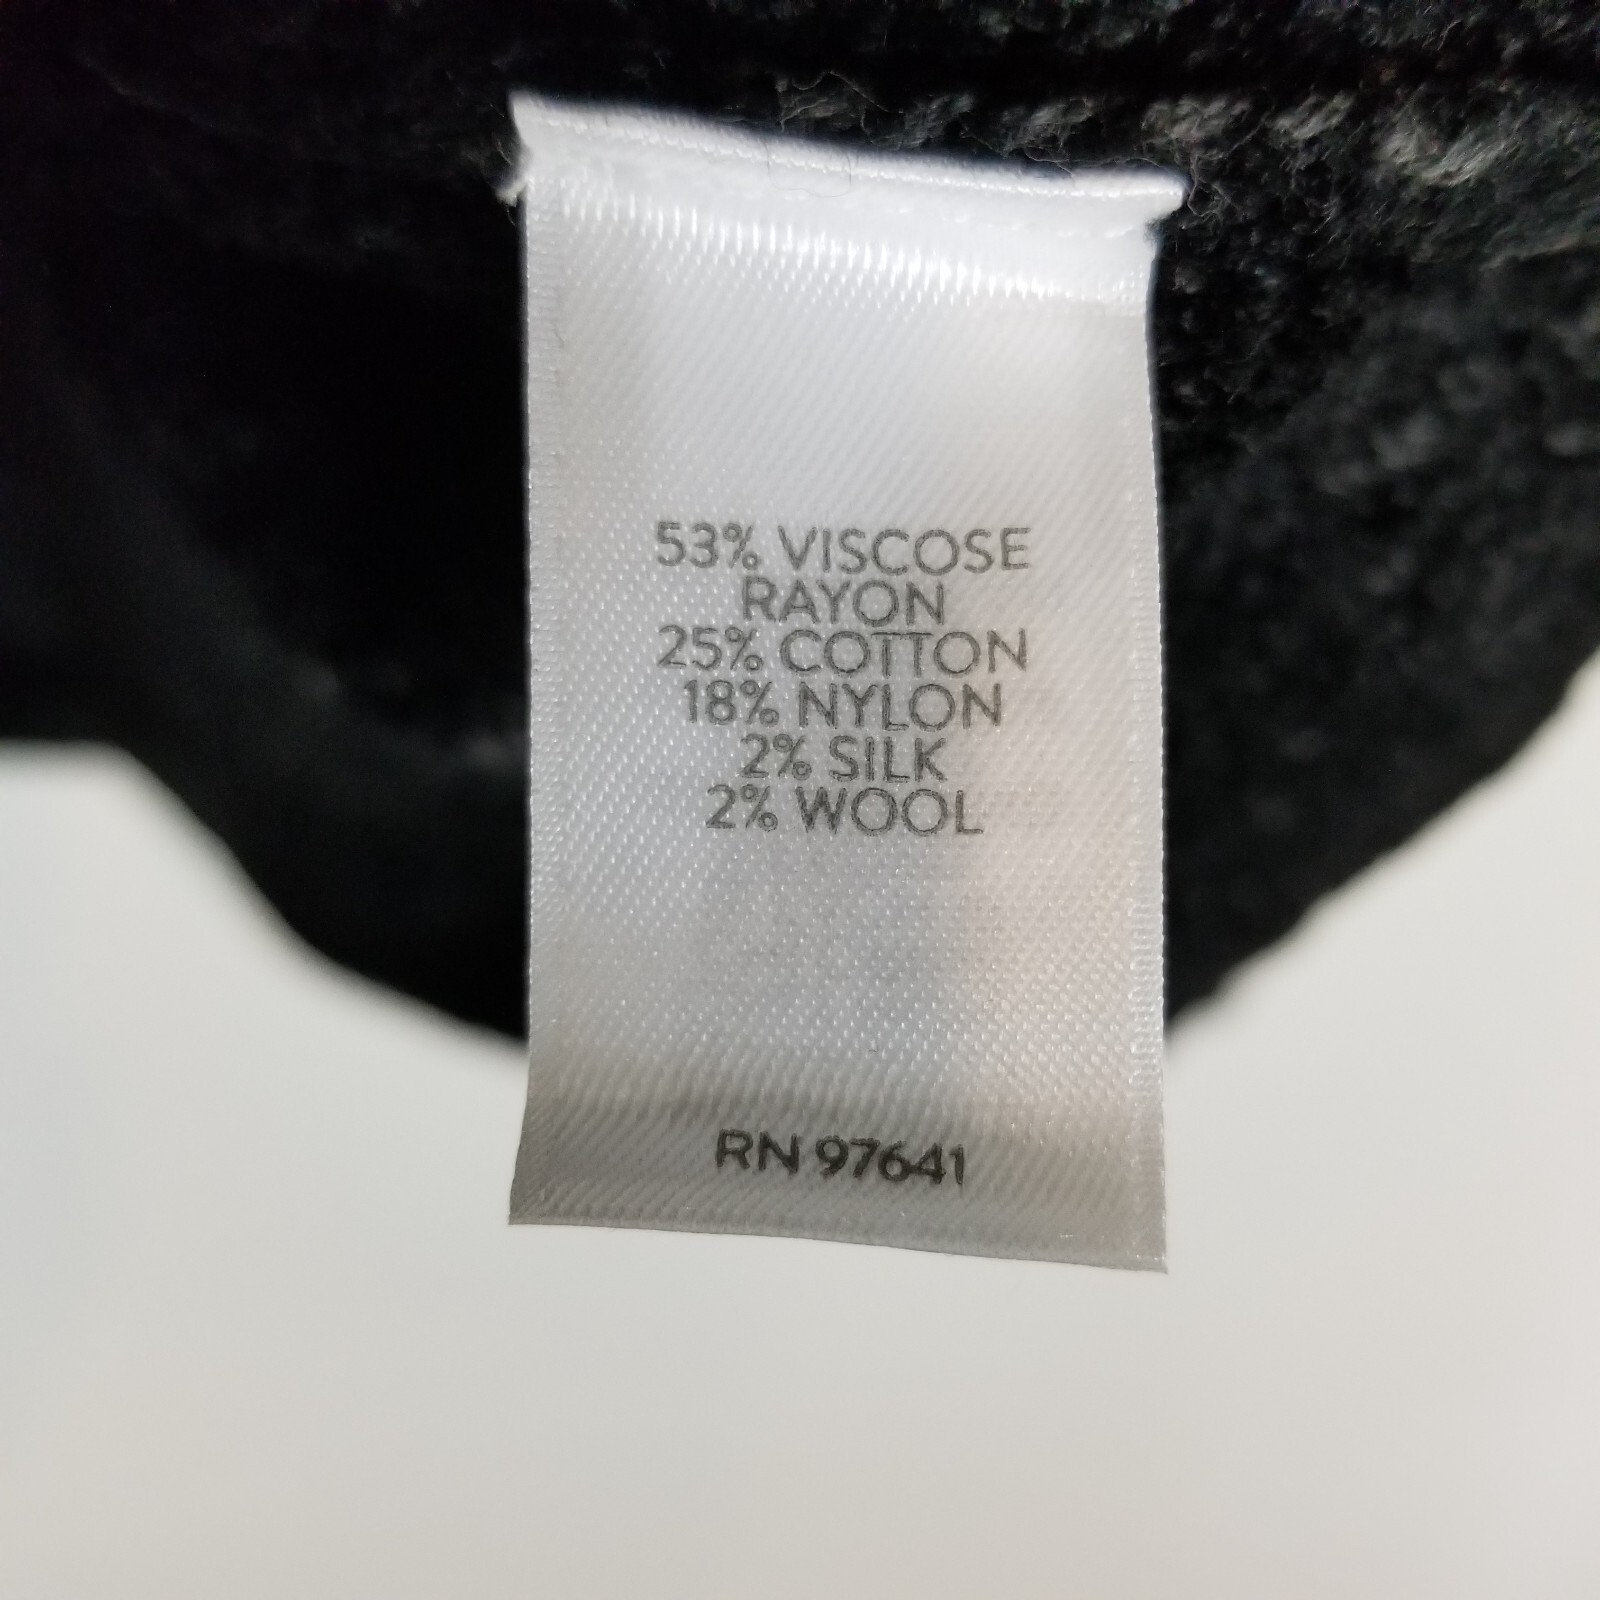 53% VISCOSE
RAYON
25% COTTON
18% NYLON
2% SILK
2% WOOL
RN 97641